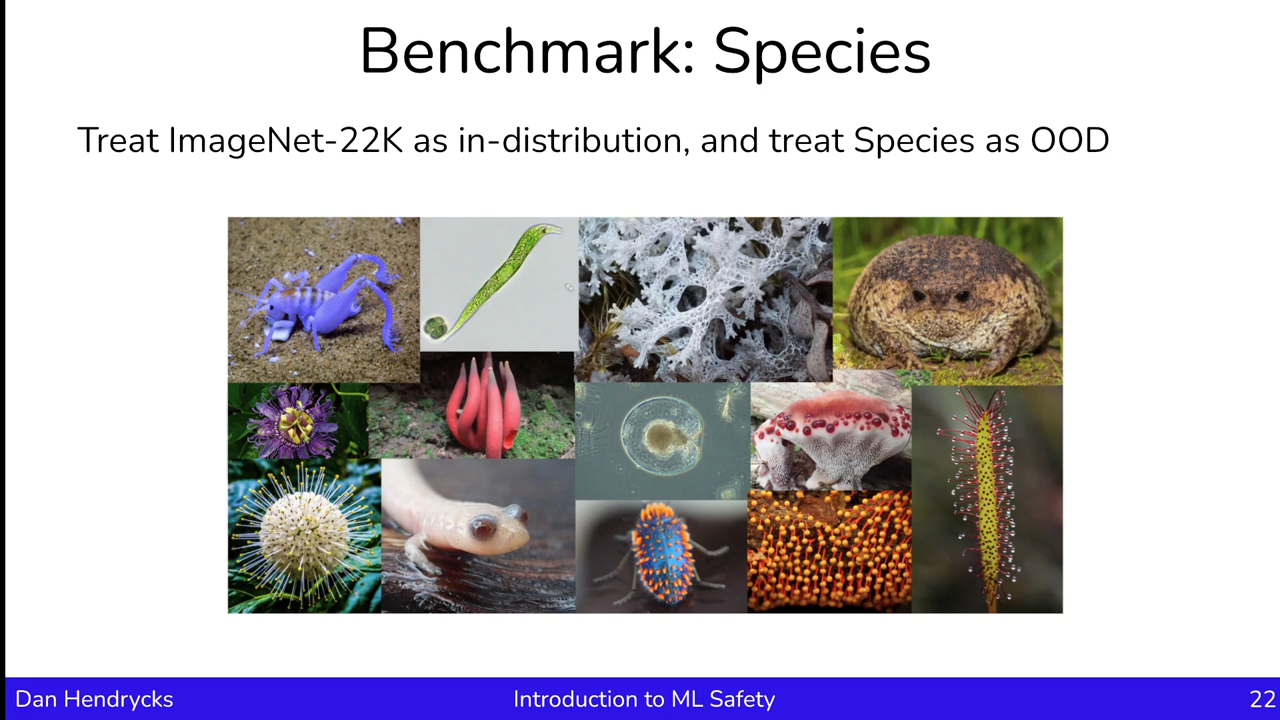 Benchmark: Species
Treat ImageNet-22K as in-distribution, and treat Species as OOD
Dan Hendrycks
Introduction to ML Safety
22